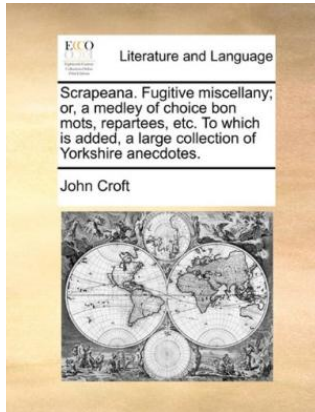 ECCO
Literature and Language
Scrapeana. Fugitive miscellany;
or, a medley of choice bon
mots, repartees, etc. To which
is added, a large collection of
Yorkshire anecdotes.
John Croft